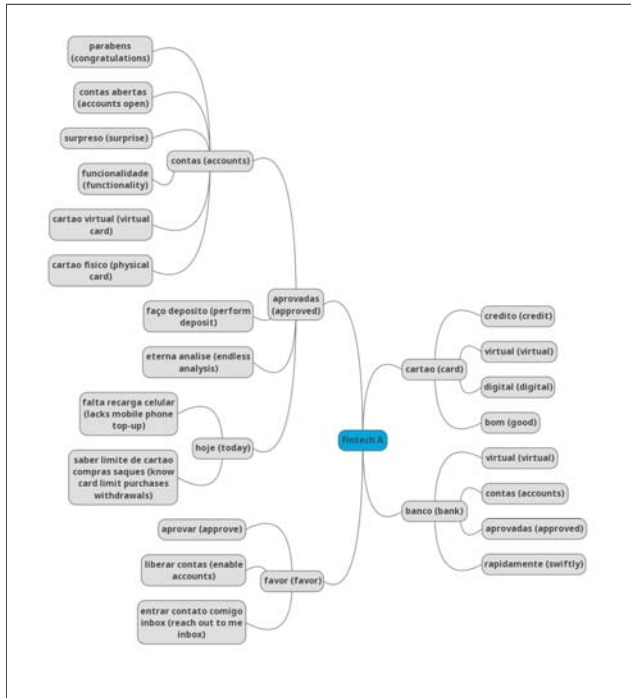 parabens
(congratulations)
contas abertas
(accounts open)
surpreso (surprise)
funcionalidade
(functionality)
cartao virtual (virtual
card)
cartao fisico (physical
card)
contas (accounts)
aprovadas
(approved)
faço deposito (perform
deposit)
eterna analise (endless
analysis)
falta recarga celular
(lacks mobile phone
top-up)
saber limite de cartao
compras saques (know
card limit purchases
withdrawals)
hoje (today)
aprovar (approve)
liberar contas (enable
accounts)
entrar contato comigo
inbox (reach out to me
inbox)
favor (favor)
Fintech A
cartao (card)
credito (credit)
virtual (virtual)
digital (digital)
bom (good)
banco (bank)
virtual (virtual)
contas (accounts)
aprovadas (approved)
rapidamente (swiftly)